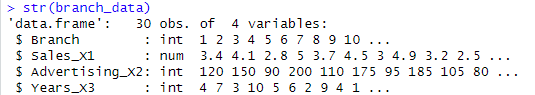 > str(branch_data)
'data.frame':   30 obs. of  4 variables:
 $ Branch        : int  1 2 3 4 5 6 7 8 9 10 ...
 $ Sales_X1      : num  3.4 4.1 2.8 5 3.7 4.5 3 4.9 3.2 2.5 ...
 $ Advertising_X2: int  120 150 90 200 110 175 95 185 105 80 ...
 $ Years_X3      : int  4 7 3 10 5 6 2 9 4 1 ...